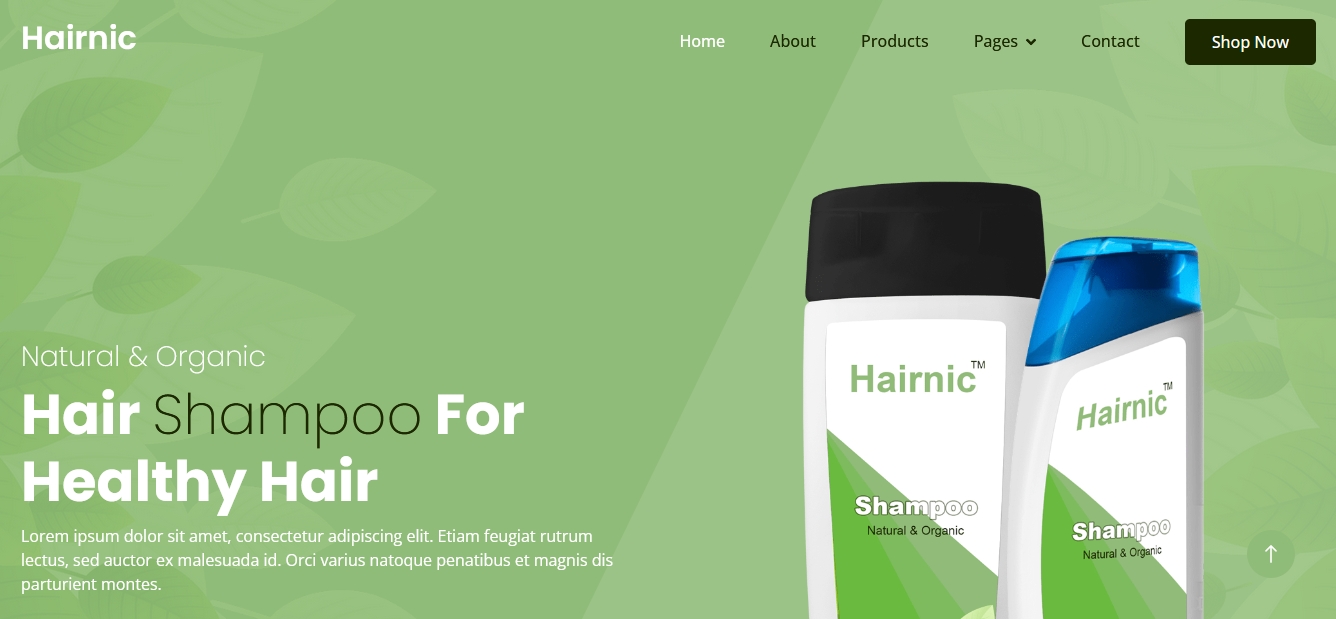 Hairnic
Home
About
Products
Pages
Contact
Shop Now
Natural & Organic
Hair Shampoo For
Healthy Hair
Lorem ipsum dolor sit amet, consectetur adipiscing elit. Etiam feugiat rutrum
lectus, sed auctor ex malesuada id. Orci varius natoque penatibus et magnis dis
parturient montes.
Hairnic™
Shampoo
Natural & Organic
Hairnic™
Shampoo
Natural & Organic